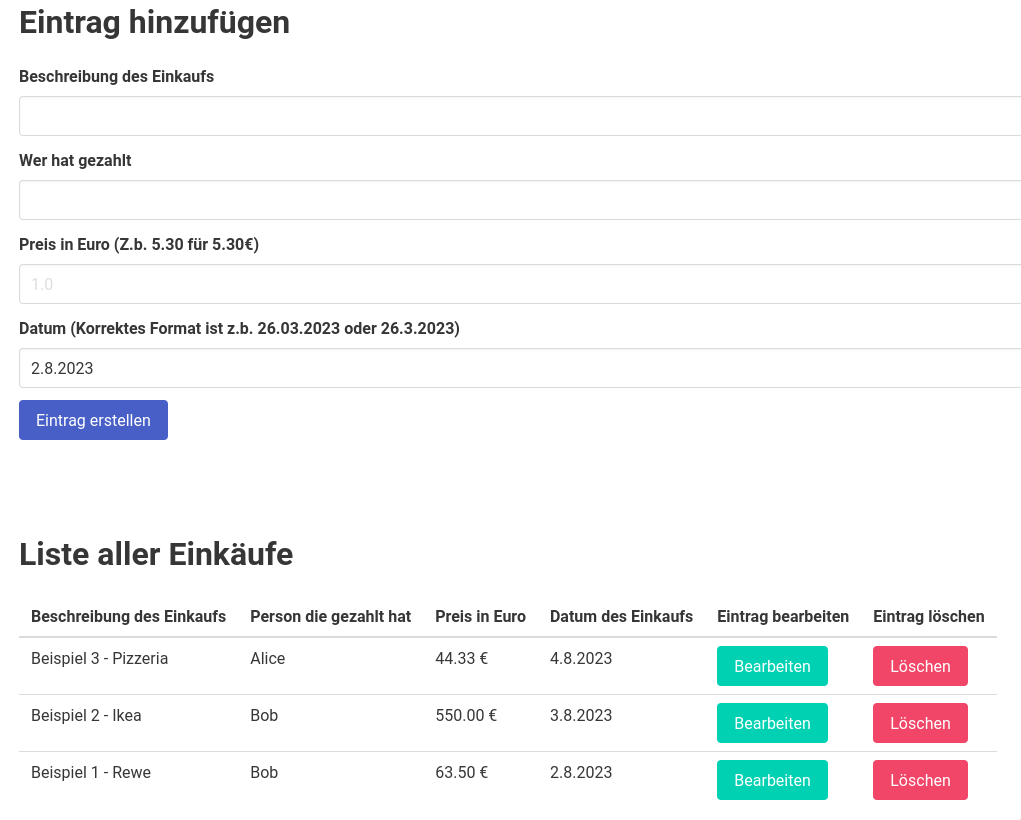 Eintrag hinzufügen
Beschreibung des Einkaufs
Wer hat gezahlt
Preis in Euro (Z.b. 5.30 für 5.30€)
1.0
Datum (Korrektes Format ist z.b. 26.03.2023 oder 26.3.2023)
2.8.2023
Eintrag erstellen
Liste aller Einkäufe
Beschreibung des Einkaufs Person die gezahlt hat Preis in Euro Datum des Einkaufs Eintrag bearbeiten Eintrag löschen
Beispiel 3 - Pizzeria Alice 44.33 € 4.8.2023 Bearbeiten Löschen
Beispiel 2 - Ikea Bob 550.00 € 3.8.2023 Bearbeiten Löschen
Beispiel 1 - Rewe Bob 63.50 € 2.8.2023 Bearbeiten Löschen